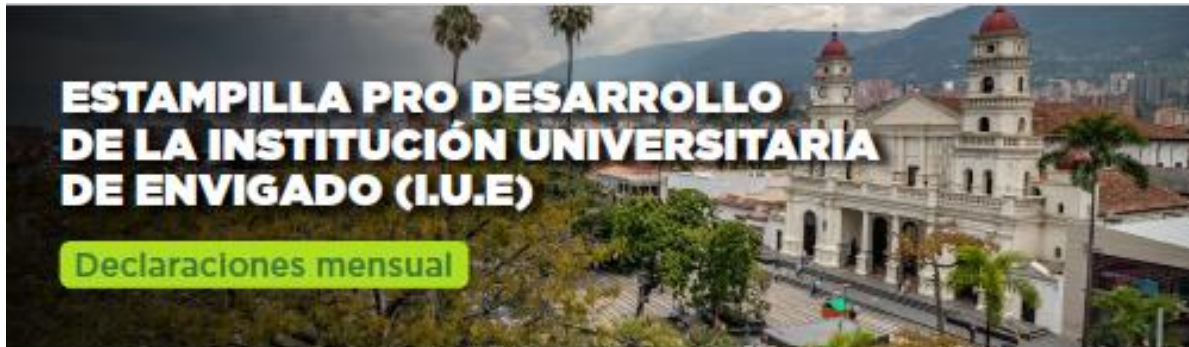 ESTAMPILLA PRO DESARROLLO
DE LA INSTITUCIÓN UNIVERSITARIA
DE ENVIGADO (I.U.E)
Declaraciones mensual